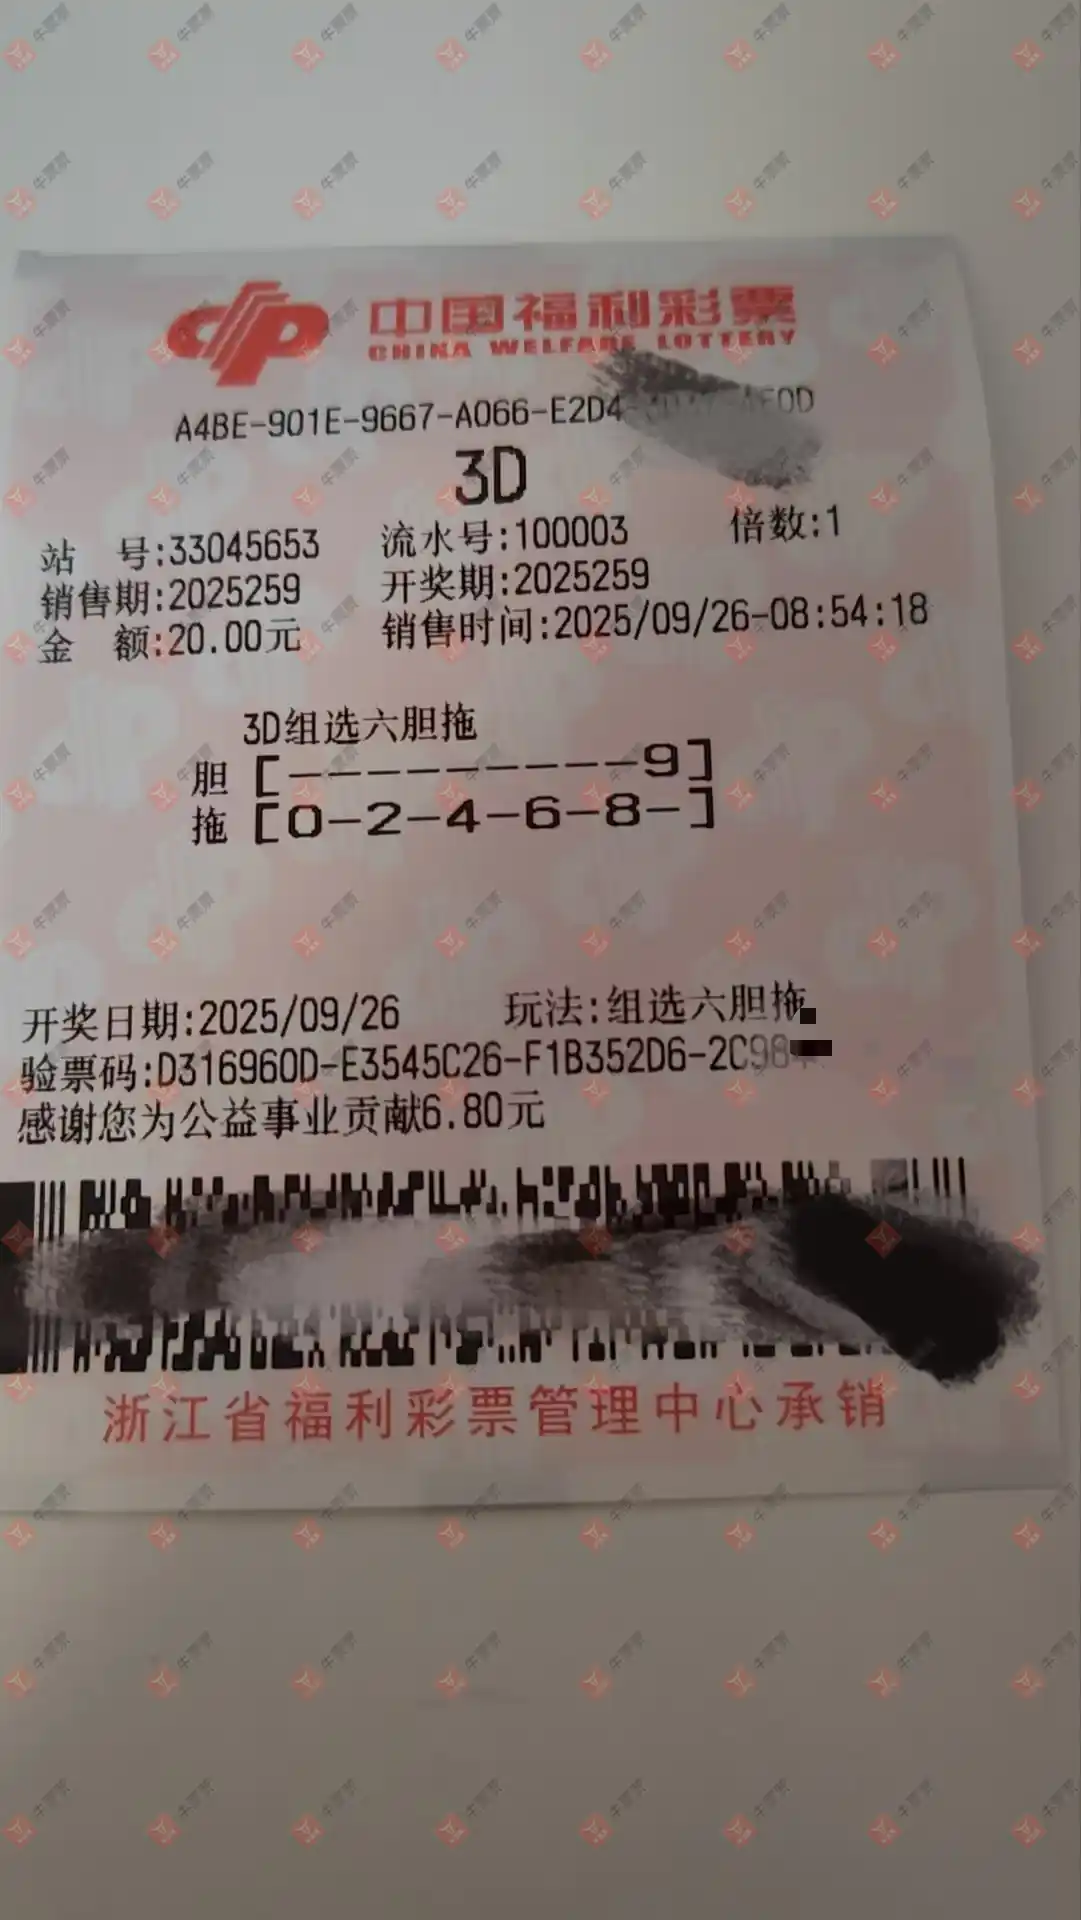 中国福利彩票
CHINA WELFARE LOTTERY
A4BE-901E-9667-A066-E2D4
3D
站 号:33045653 流水号:100003 倍数:1
销售期:2025259 开奖期:2025259
金 额:20.00元 销售时间:2025/09/26-08:54:18
3D组选六胆拖
胆 [---------9]
拖 [0-2-4-6-8-]
开奖日期:2025/09/26 玩法:组选六胆拖
验票码:D316960D-E3545C26-F1B352D6-2C98
感谢您为公益事业贡献6.80元
浙江省福利彩票管理中心承销